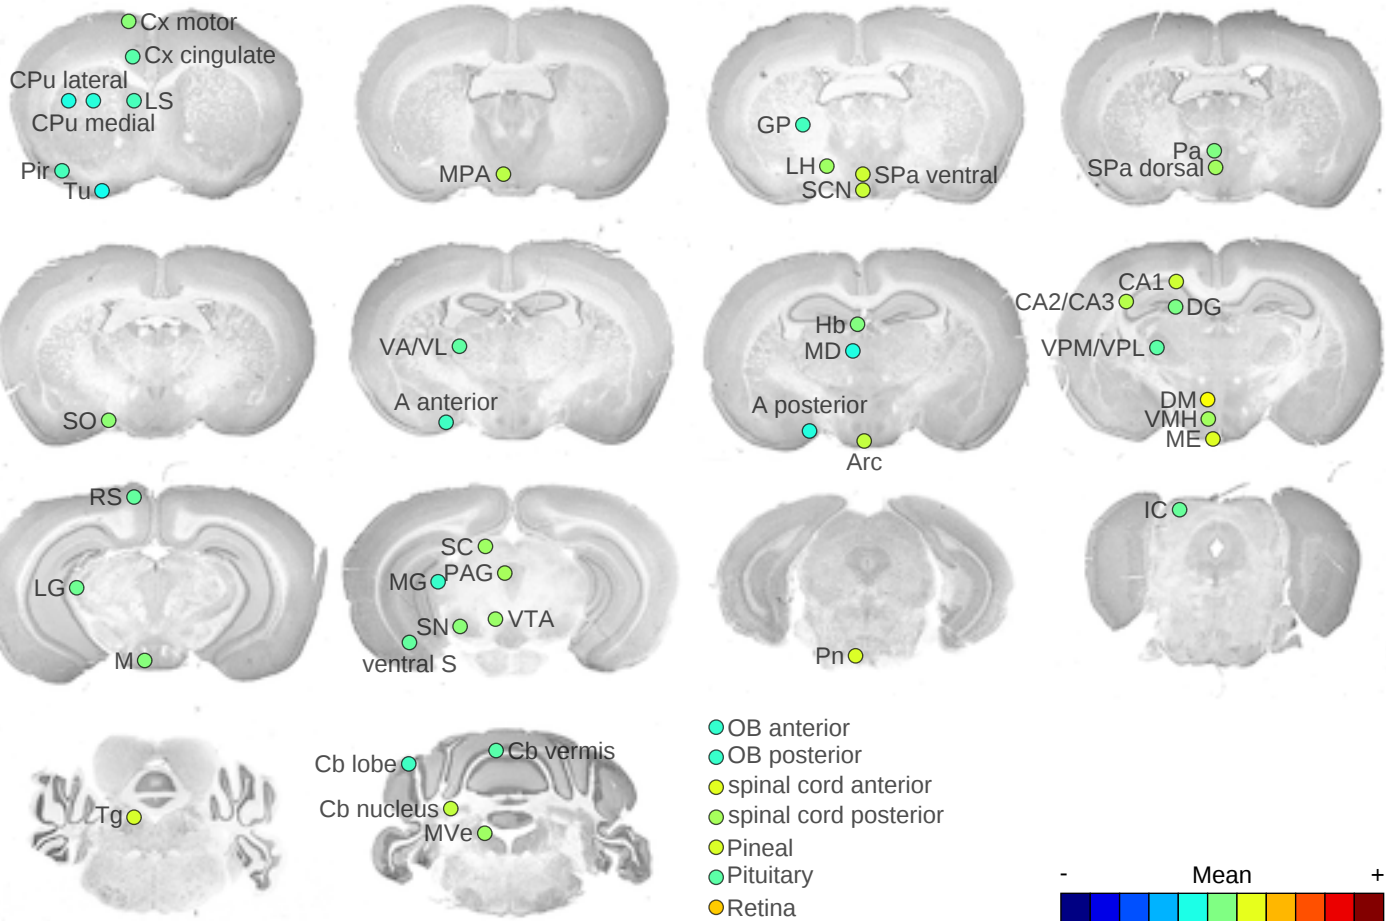 Cx motor
Cx cingulate
CPu lateral
LS
CPu medial
Pir
Tu
MPA
GP
LH
SPa ventral
SCN
Pa
SPa dorsal
SO
VA/VL
A anterior
Hb
MD
A posterior
Arc
CA1
CA2/CA3
DG
VPM/VPL
DM
VMH
ME
RS
LG
M
SC
MG
PAG
SN
VTA
ventral S
Pn
IC
Tg
Cb lobe
Cb vermis
Cb nucleus
MVe
OB anterior
OB posterior
spinal cord anterior
spinal cord posterior
Pineal
Pituitary
Retina
- Mean +